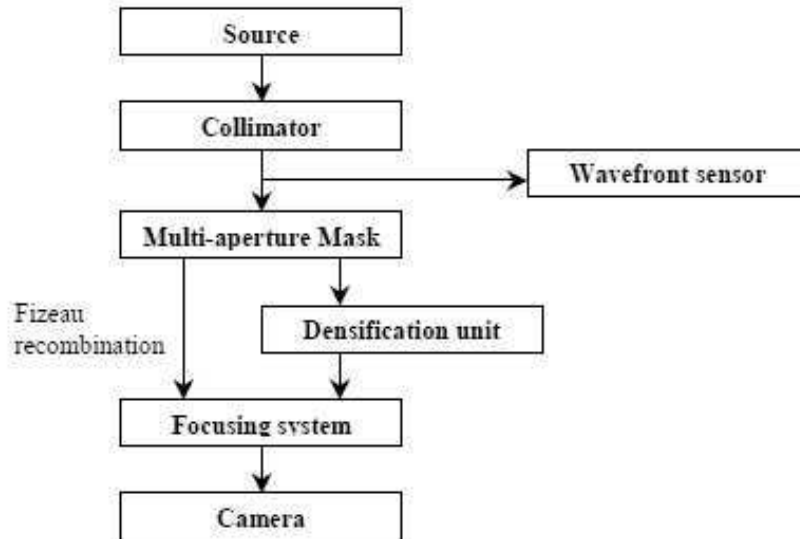 Source
Collimator
Wavefront sensor
Multi-aperture Mask
Fizeau
recombination
Densification unit
Focusing system
Camera